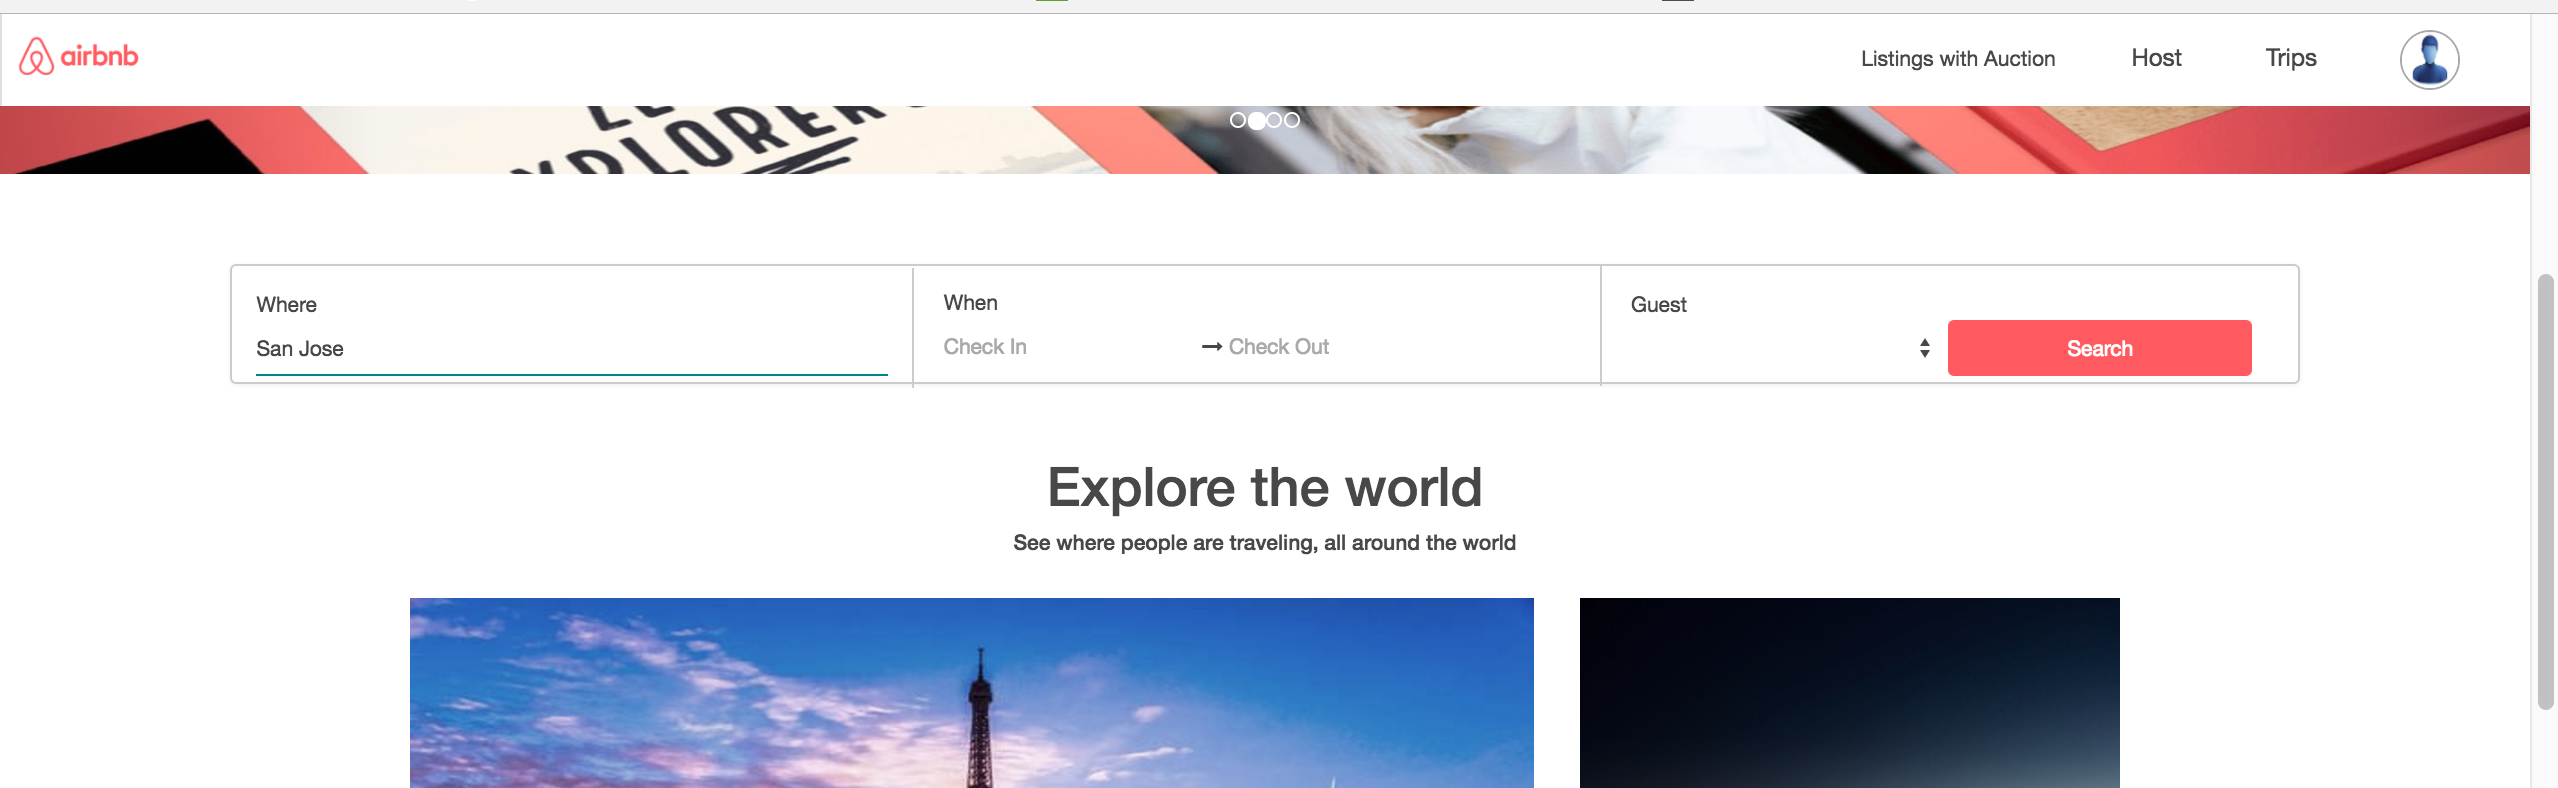 airbnb
Listings with Auction
Host
Trips
Where
When
Guest
San Jose
Check In
Check Out
Search
Explore the world
See where people are traveling, all around the world